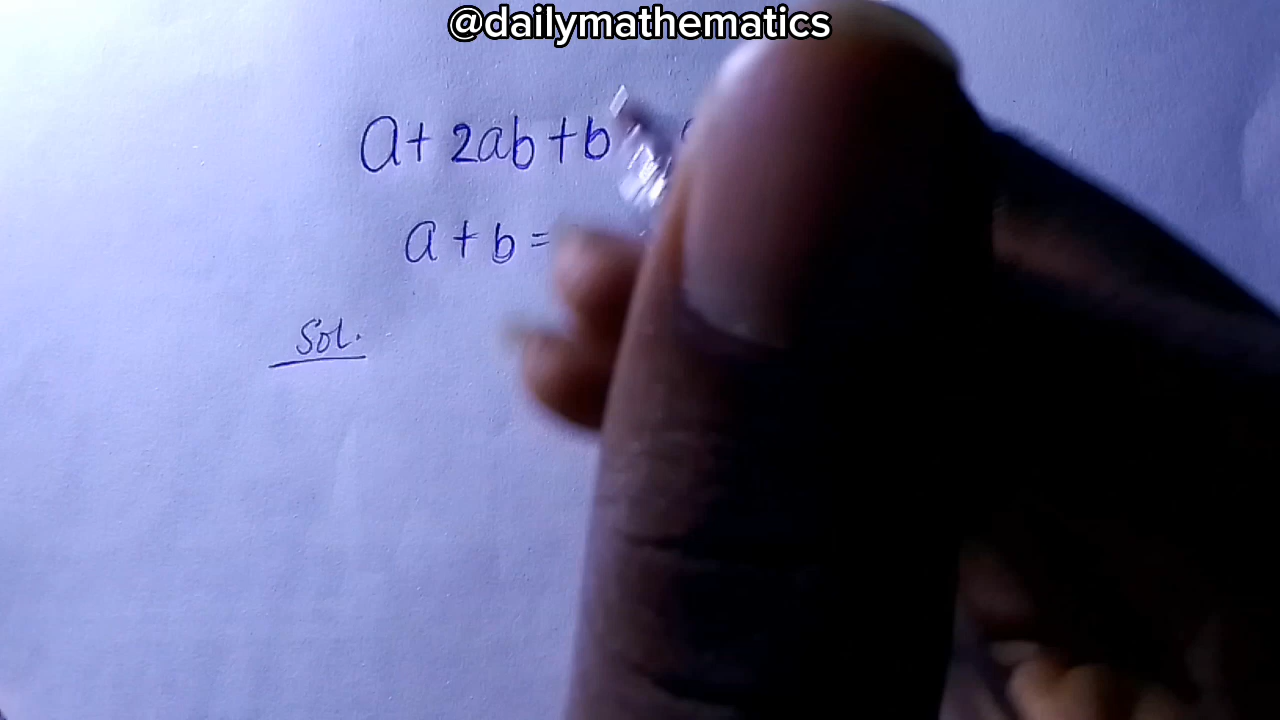 @dailymathematics
a + 2ab + b
a + b =
Sol.